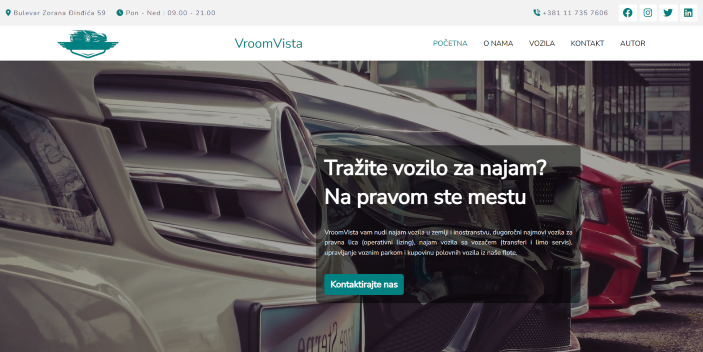 Bulevar Zorana Đinđića 59
Pon - Ned : 09.00 - 21.00
+381 11 735 7606
VroomVista
POČETNA
O NAMA
VOZILA
KONTAKT
AUTOR
Tražite vozilo za najam?
Na pravom ste mestu
VroomVista vam nudi najam vozila u zemlji i inostranstvu, dugoročni najmovi vozila za
pravna lica (operativni lizing), najam vozila sa vozačem (transferi i limo servis),
upravljanje voznim parkom i kupovinu polovnih vozila iz naše flote.
Kontaktirajte nas